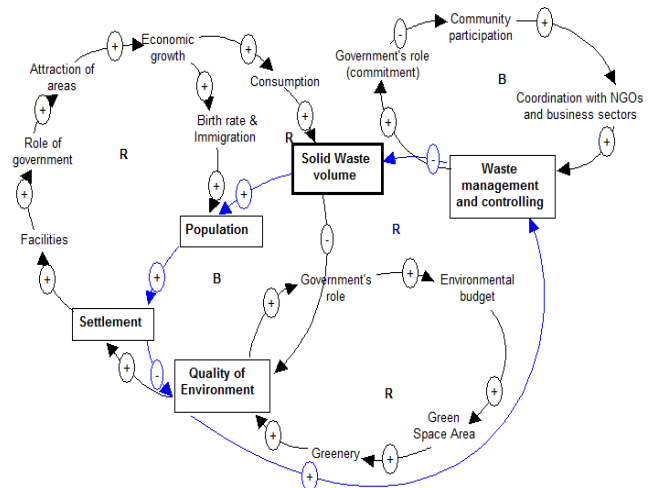 Economic
growth
Attraction of
areas
Role of
government
Facilities
Settlement
Consumption
Birth rate &
Immigration
Population
Solid Waste
volume
Quality of
Environment
Government's
role
Environmental
budget
Green
Space Area
Greenery
Government's role
(commitment)
Community
participation
Coordination with NGOs
and business sectors
Waste
management
and controlling
R
R
B
B
R
R
+
+
+
+
+
+
+
+
+
+
+
+
+
-
-
+
+
+
+
+
-
+
+
-
+